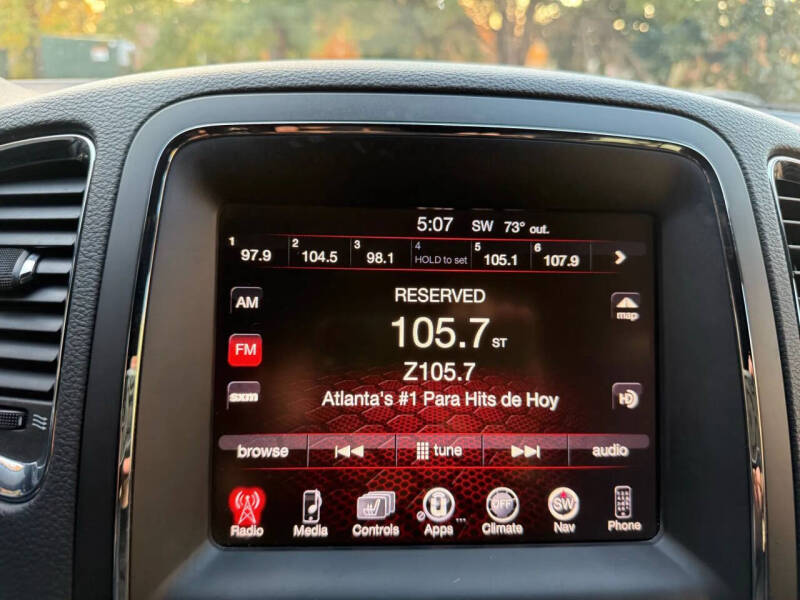 5:07 SW 73° out.
1 97.9 2 104.5 3 98.1 4 HOLD to set 5 105.1 6 107.9
RESERVED
AM
map
105.7 ST
FM
Z105.7
sxm
Atlanta's #1 Para Hits de Hoy
HD
browse tune audio
Radio Media Controls Apps OFF Climate SW Nav Phone